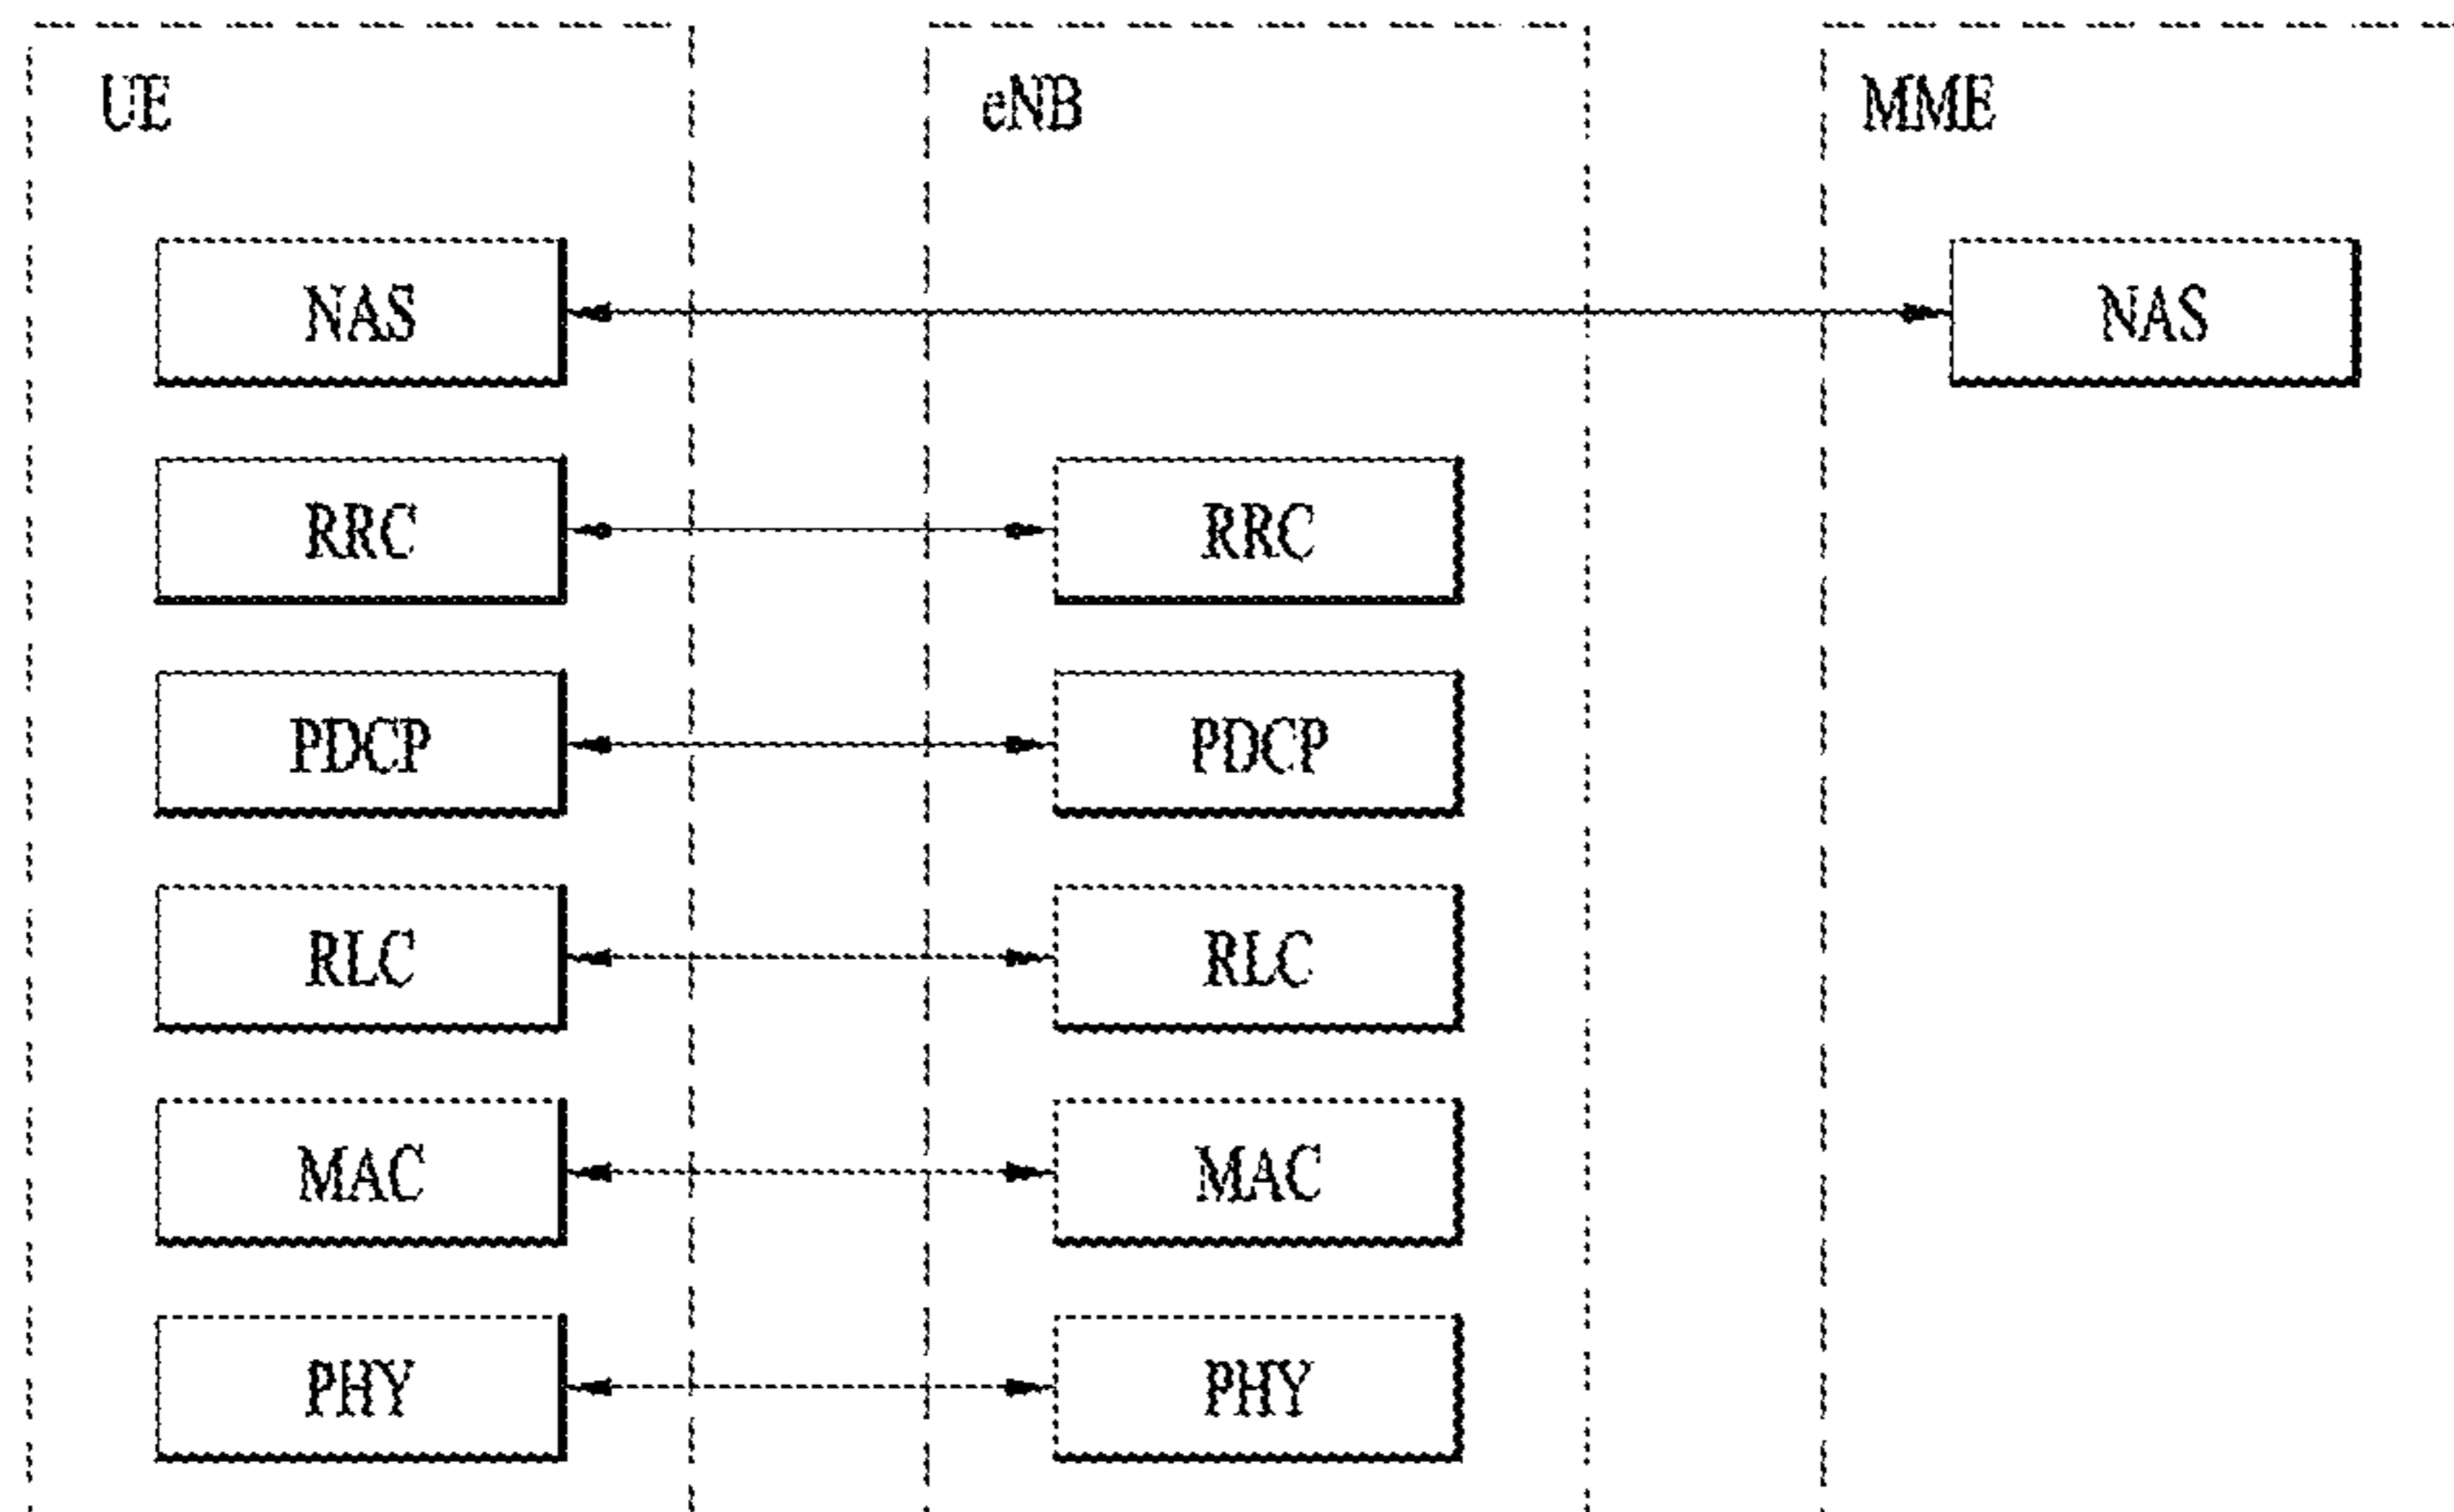 UE eNB MME
NAS NAS
RRC RRC
PDCP PDCP
RLC RLC
MAC MAC
PHY PHY